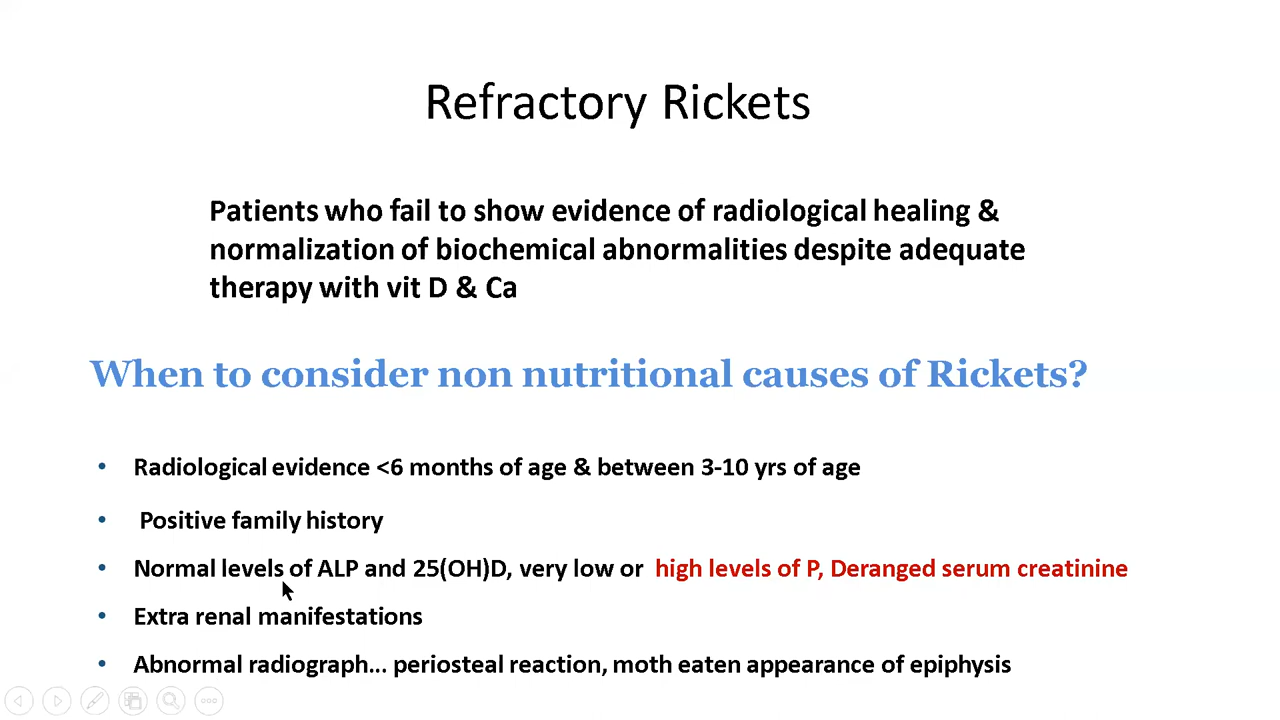 Refractory Rickets
Patients who fail to show evidence of radiological healing &
normalization of biochemical abnormalities despite adequate
therapy with vit D & Ca
When to consider non nutritional causes of Rickets?
• Radiological evidence <6 months of age & between 3-10 yrs of age
• Positive family history
• Normal levels of ALP and 25(OH)D, very low or high levels of P, Deranged serum creatinine
• Extra renal manifestations
• Abnormal radiograph... periosteal reaction, moth eaten appearance of epiphysis